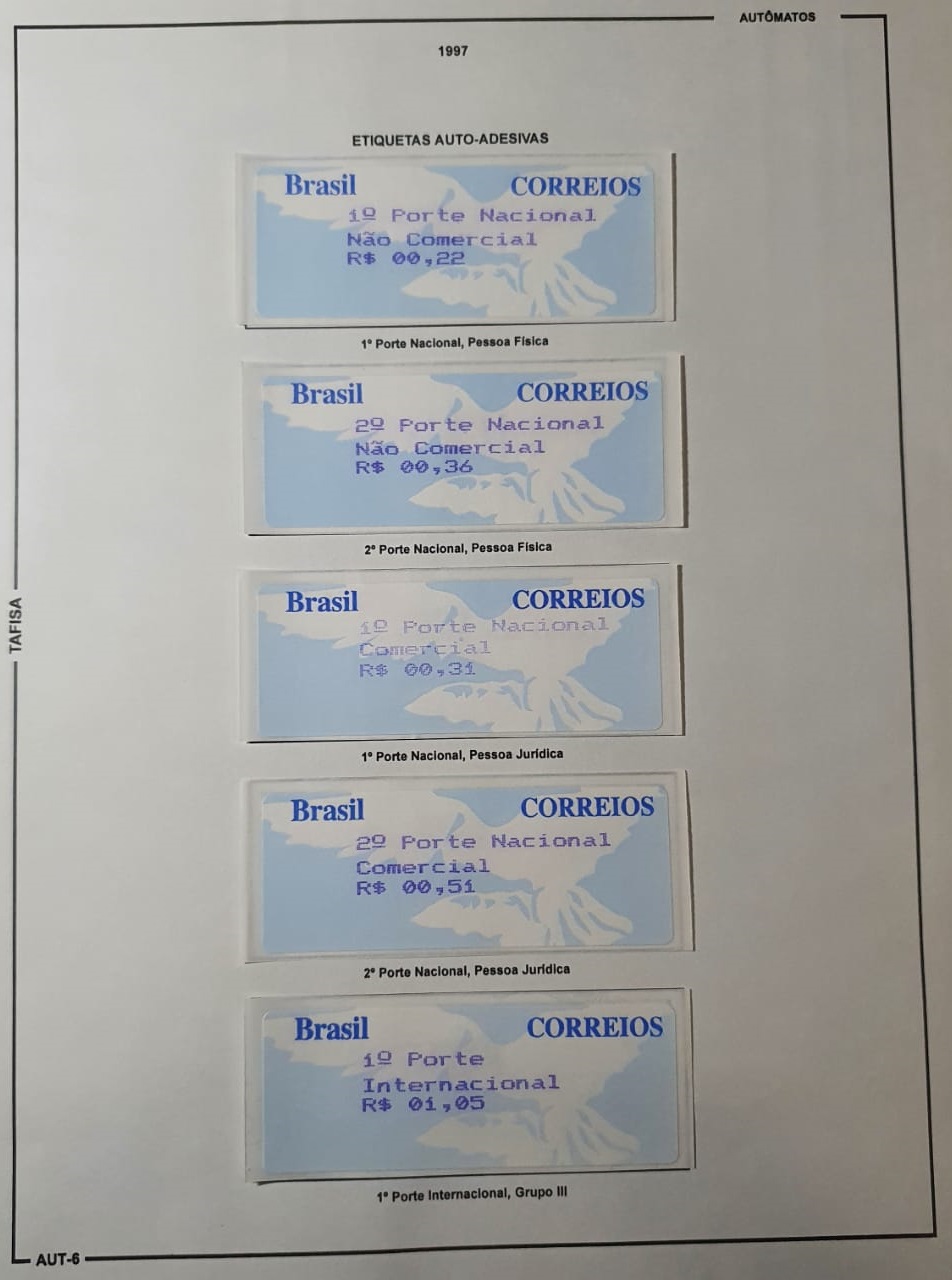 AUTÔMATOS
1997
ETIQUETAS AUTO-ADESIVAS
Brasil CORREIOS
1º Porte Nacional
Não Comercial
R$ 00,22
1º Porte Nacional, Pessoa Física
Brasil CORREIOS
2º Porte Nacional
Não Comercial
R$ 00,36
2º Porte Nacional, Pessoa Física
Brasil CORREIOS
1º Porte Nacional
Comercial
R$ 00,31
1º Porte Nacional, Pessoa Jurídica
Brasil CORREIOS
2º Porte Nacional
Comercial
R$ 00,51
2º Porte Nacional, Pessoa Jurídica
Brasil CORREIOS
1º Porte
Internacional
R$ 01,05
1º Porte Internacional, Grupo III
TAFISA
AUT-6